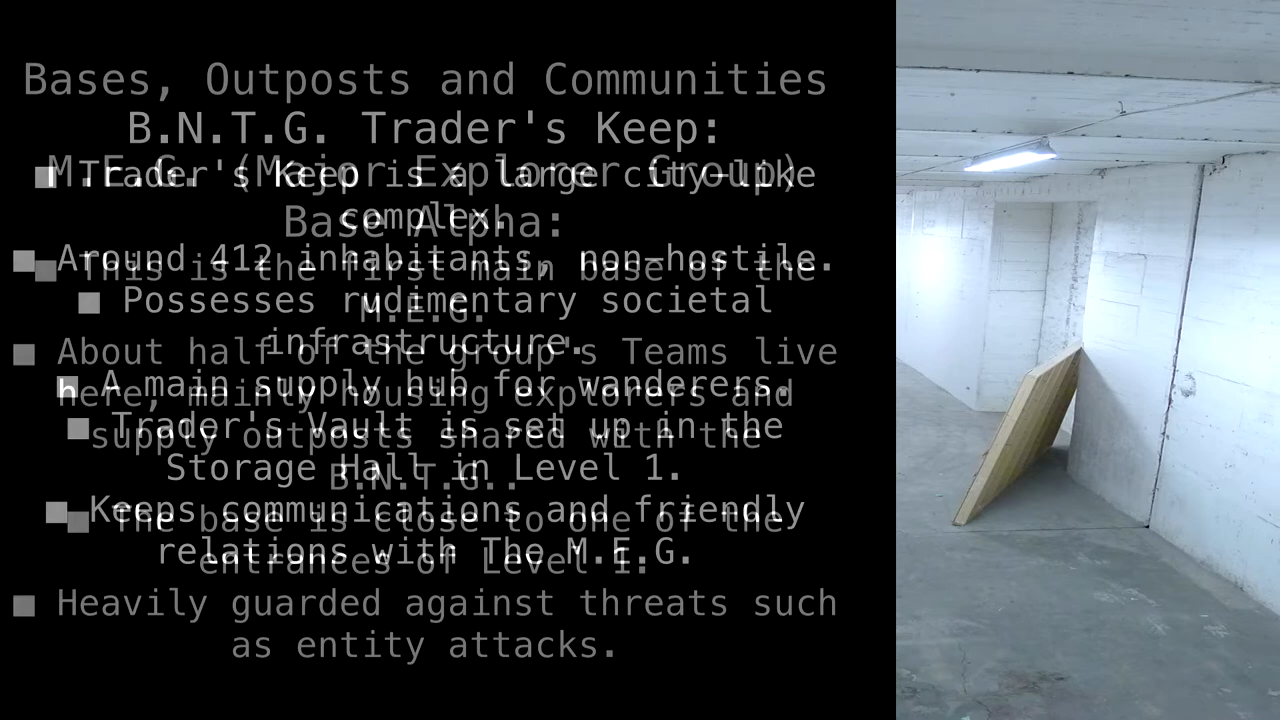 Bases, Outposts and Communities
M.E.G. (Major Explorer Group)
Base Alpha:
■ This is the first main base of the
M.E.G.
■ About half of the group's Teams live
here, mainly housing explorers and
supply outposts shared with the
B.N.T.G..
■ The base is close to one of the
entrances of Level 1.
■ Heavily guarded against threats such
as entity attacks.
B.N.T.G. Trader's Keep:
■ Trader's Keep is a large city-like
complex.
■ Around 412 inhabitants, non-hostile.
■ Possesses rudimentary societal
infrastructure.
■ A main supply hub for wanderers.
■ Trader's Vault is set up in the
Storage Hall in Level 1.
■ Keeps communications and friendly
relations with The M.E.G.